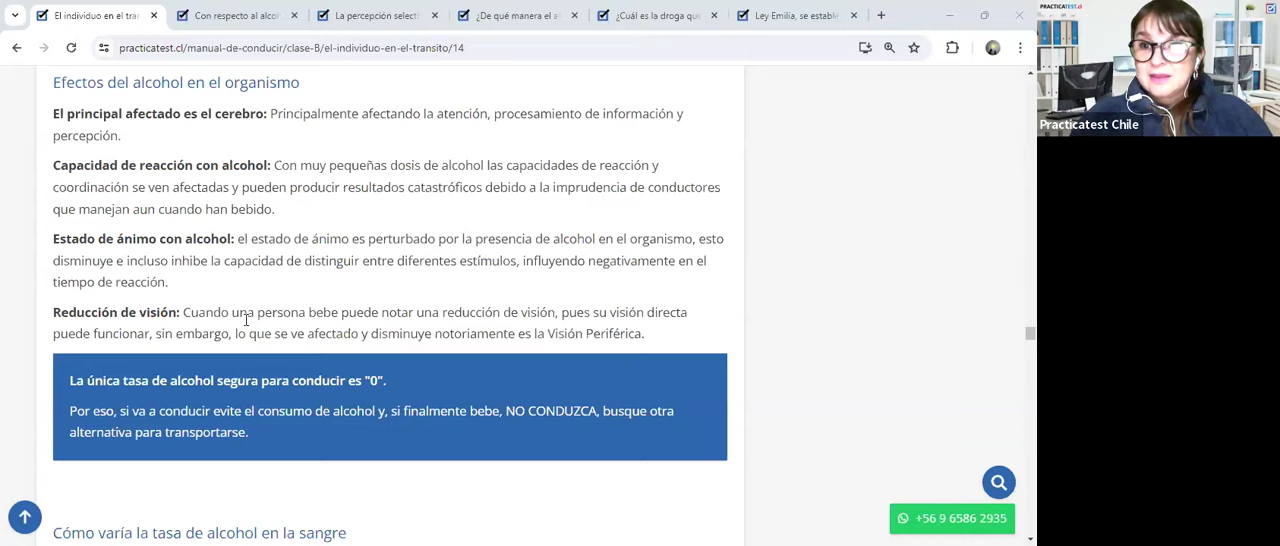 El individuo en el trán
Con respecto al alcoh
La percepción selecti
¿De qué manera el a
¿Cuál es la droga que
Ley Emilia, se estable
practicatest.cl/manual-de-conducir/clase-B/el-individuo-en-el-transito/14
PRACTICATEST.cl
Practicatest Chile
Efectos del alcohol en el organismo
El principal afectado es el cerebro: Principalmente afectando la atención, procesamiento de información y
percepción.
Capacidad de reacción con alcohol: Con muy pequeñas dosis de alcohol las capacidades de reacción y
coordinación se ven afectadas y pueden producir resultados catastróficos debido a la imprudencia de conductores
que manejan aun cuando han bebido.
Estado de ánimo con alcohol: el estado de ánimo es perturbado por la presencia de alcohol en el organismo, esto
disminuye e incluso inhibe la capacidad de distinguir entre diferentes estímulos, influyendo negativamente en el
tiempo de reacción.
Reducción de visión: Cuando una persona bebe puede notar una reducción de visión, pues su visión directa
puede funcionar, sin embargo, lo que se ve afectado y disminuye notoriamente es la Visión Periférica.
La única tasa de alcohol segura para conducir es "0".
Por eso, si va a conducir evite el consumo de alcohol y, si finalmente bebe, NO CONDUZCA, busque otra
alternativa para transportarse.
+56 9 6586 2935
Cómo varía la tasa de alcohol en la sangre